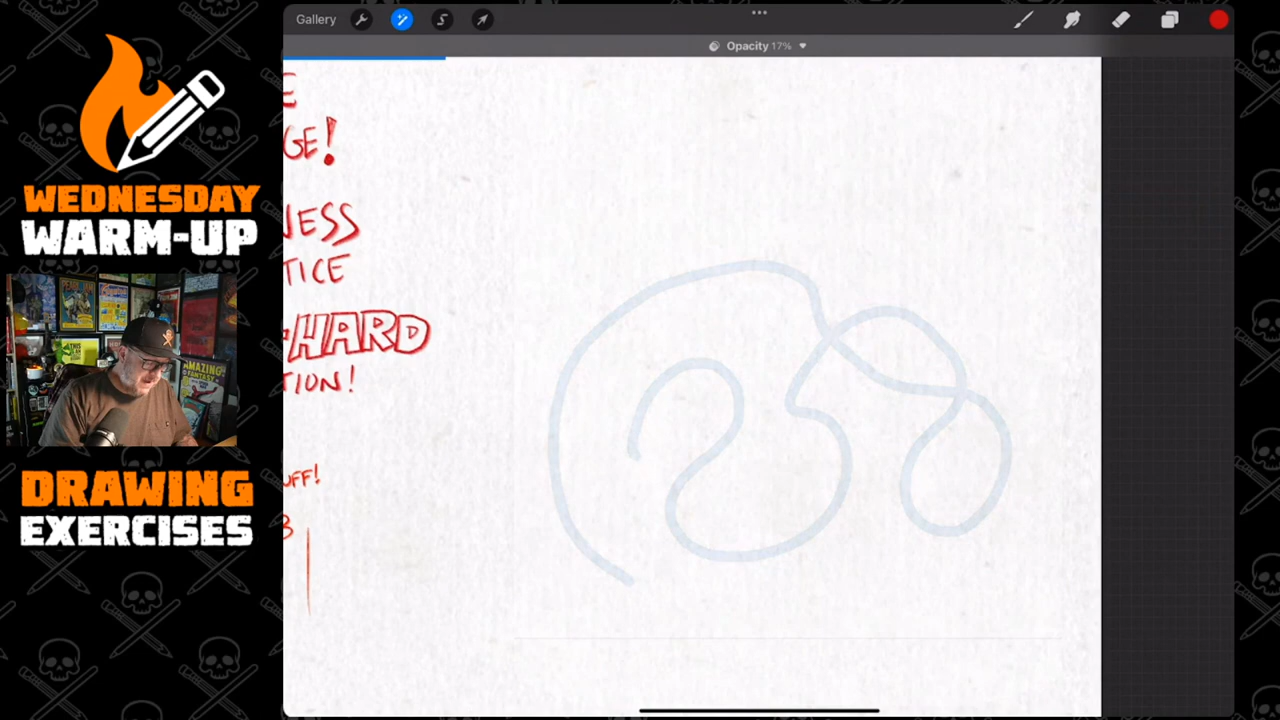 Gallery
Opacity 17%
WEDNESDAY
WARM-UP
GE!
NESS
TICE
HARD
TION!
UFF!
DRAWING
EXERCISES